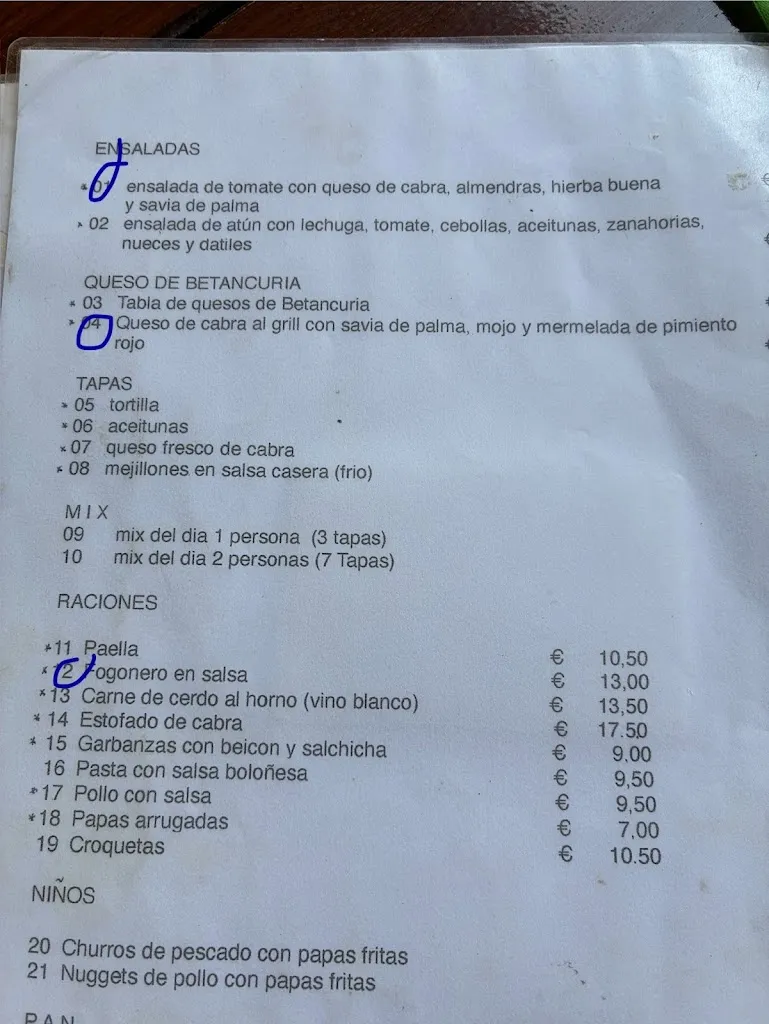 ENSALADAS
* 01 ensalada de tomate con queso de cabra, almendras, hierba buena
y savia de palma
* 02 ensalada de atún con lechuga, tomate, cebollas, aceitunas, zanahorias,
nueces y datiles
QUESO DE BETANCURIA
* 03 Tabla de quesos de Betancuria
* 04 Queso de cabra al grill con savia de palma, mojo y mermelada de pimiento
rojo
TAPAS
* 05 tortilla
* 06 aceitunas
* 07 queso fresco de cabra
* 08 mejillones en salsa casera (frio)
MIX
09 mix del dia 1 persona (3 tapas)
10 mix del dia 2 personas (7 Tapas)
RACIONES
*11 Paella € 10,50
*12 Fogonero en salsa € 13,00
*13 Carne de cerdo al horno (vino blanco) € 13,50
* 14 Estofado de cabra € 17.50
* 15 Garbanzas con beicon y salchicha € 9,00
16 Pasta con salsa boloñesa € 9,50
*17 Pollo con salsa € 9,50
*18 Papas arrugadas € 7,00
19 Croquetas € 10.50
NIÑOS
20 Churros de pescado con papas fritas
21 Nuggets de pollo con papas fritas
PAN